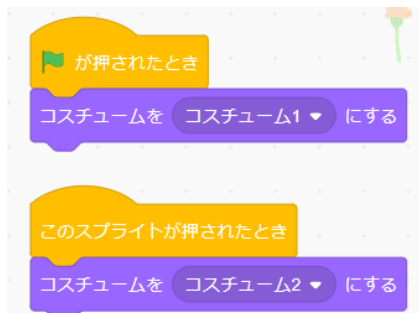 が押されたとき
コスチュームを コスチューム1 にする
このスプライトが押されたとき
コスチュームを コスチューム2 にする